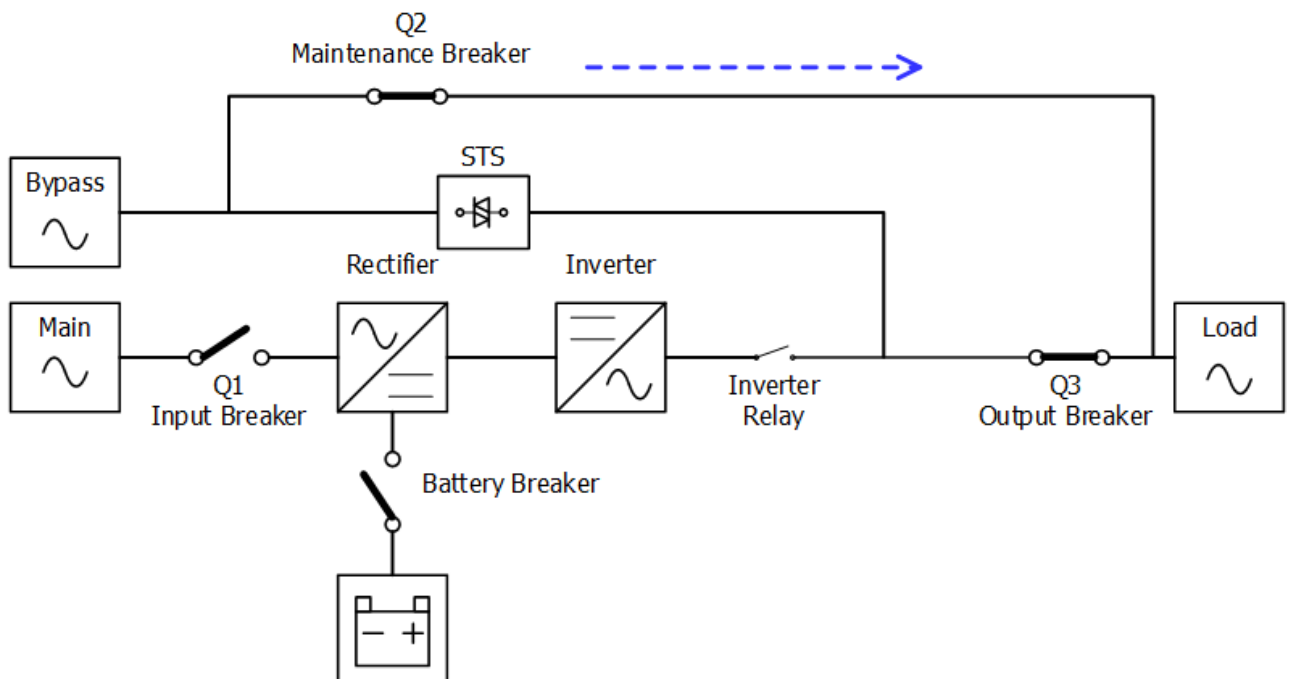 Q2
Maintenance Breaker
STS
Bypass
Rectifier
Inverter
Main
Load
Q1
Input Breaker
Inverter
Relay
Q3
Output Breaker
Battery Breaker